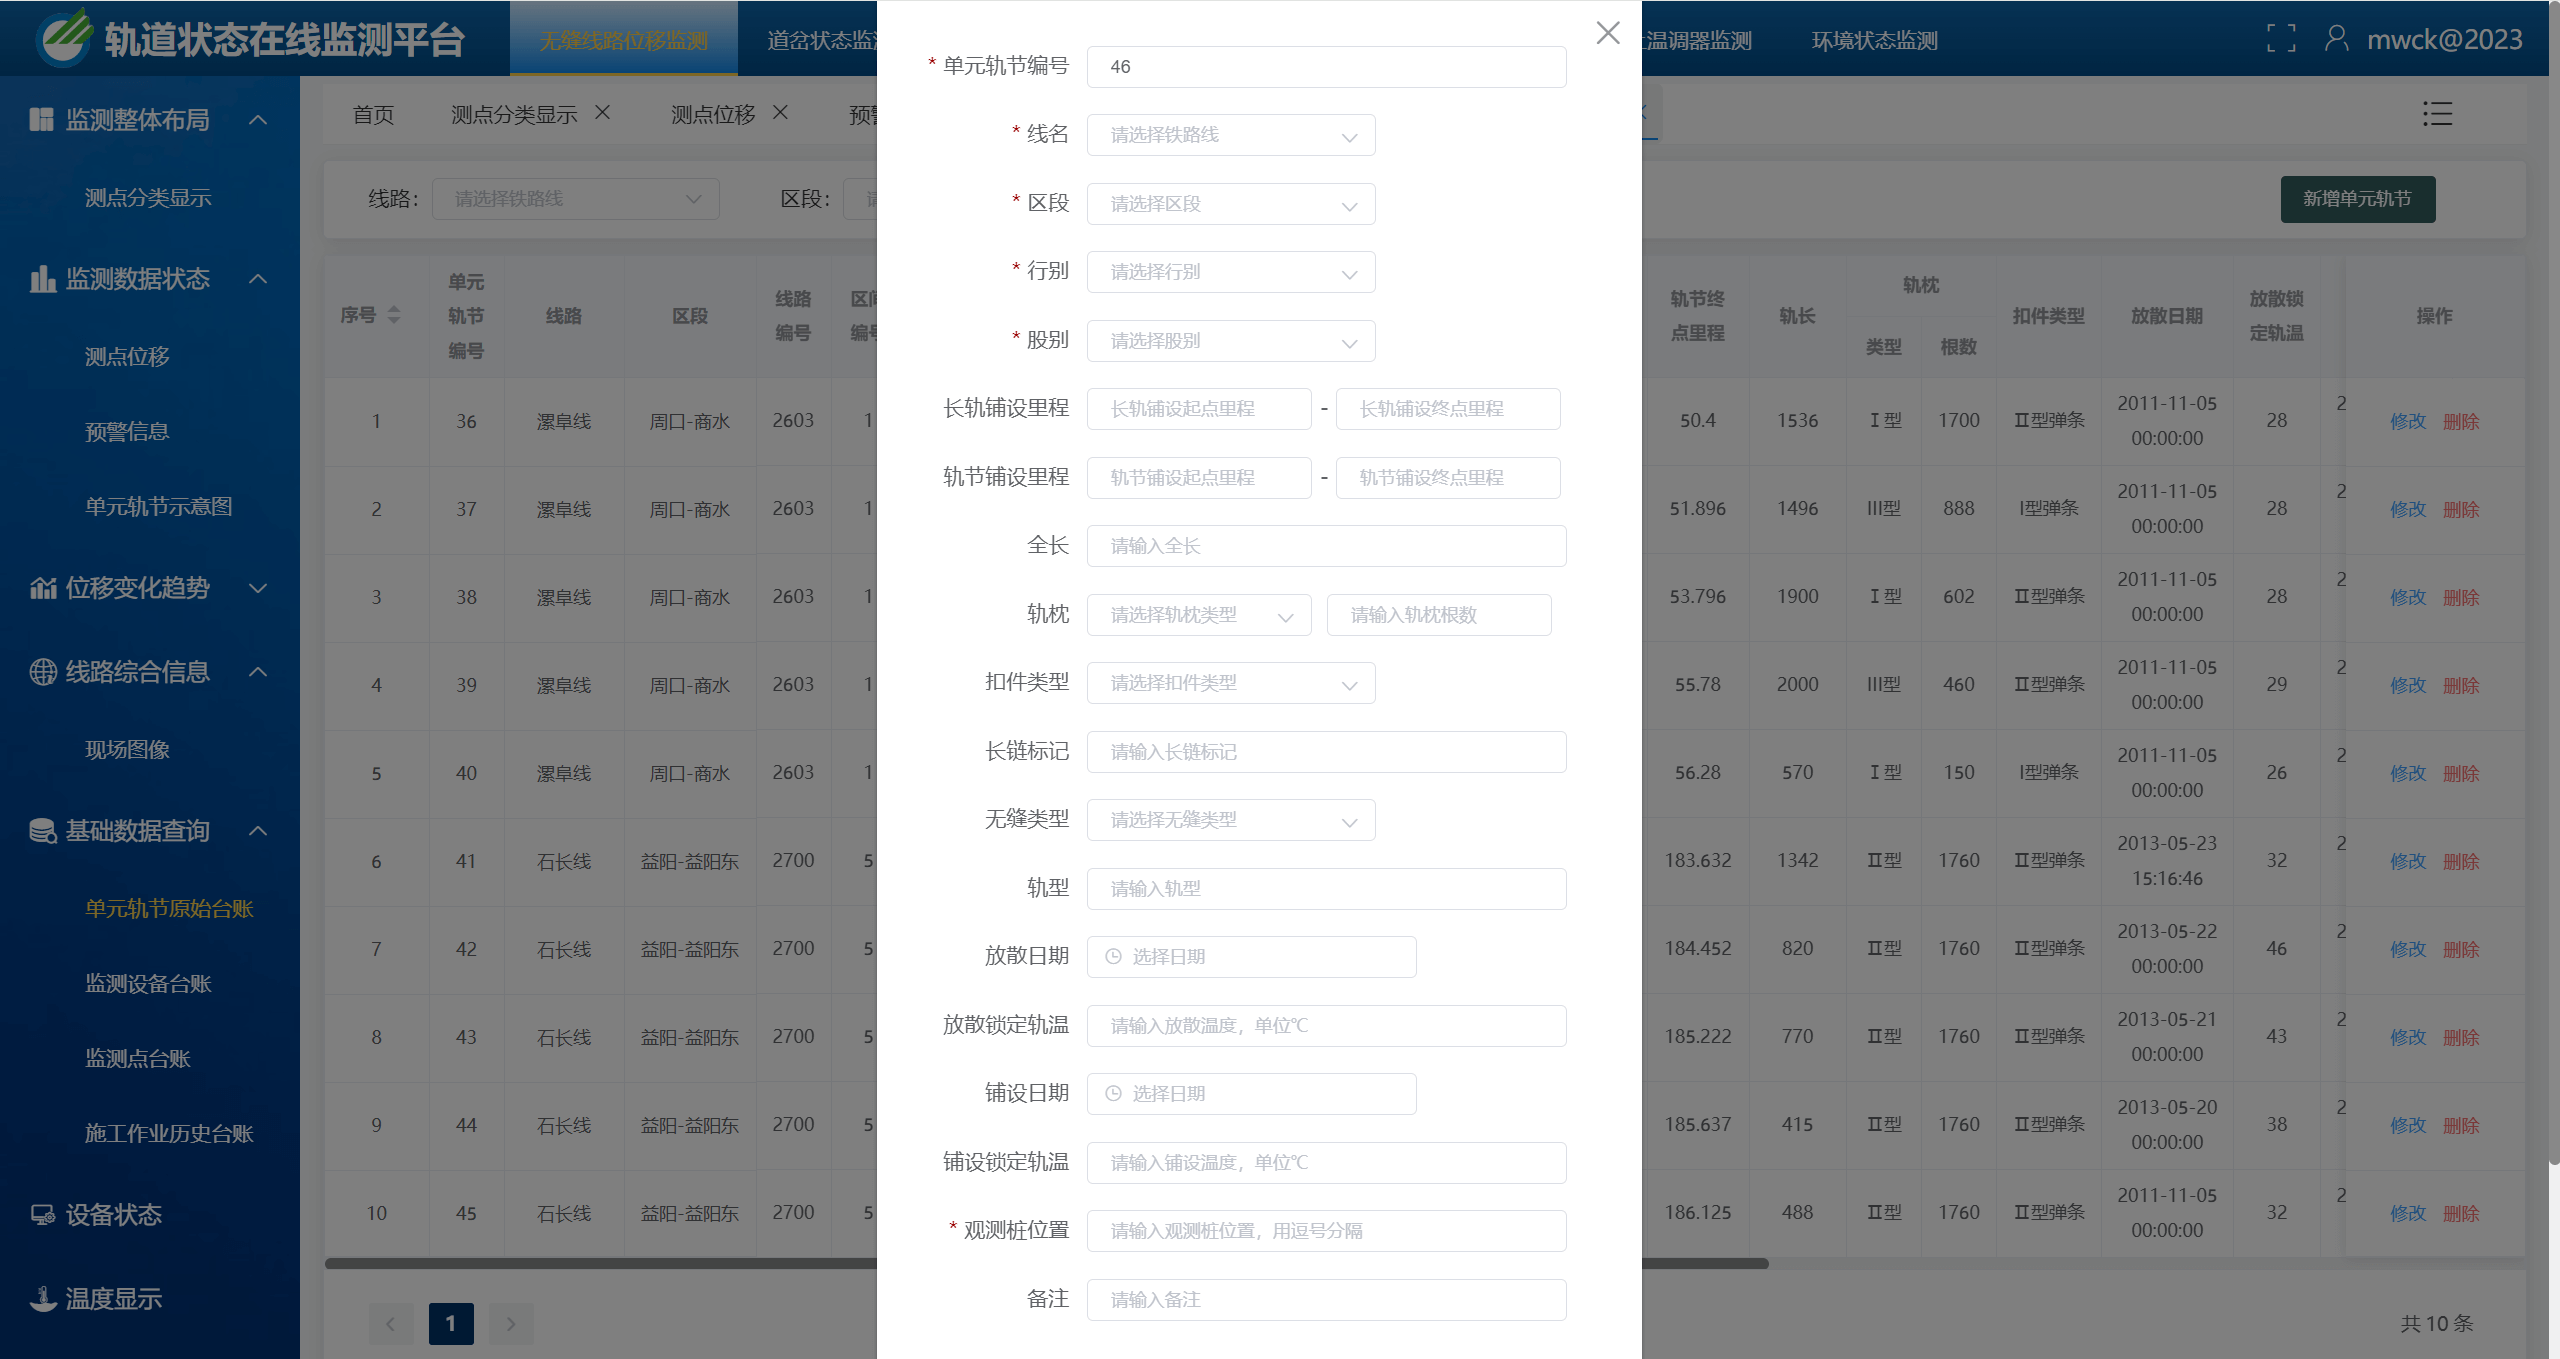 轨道状态在线监测平台
无缝线路位移监测
道岔状态监
温调器监测
环境状态监测
mwck@2023
监测整体布局
测点分类显示
监测数据状态
测点位移
预警信息
单元轨节示意图
位移变化趋势
线路综合信息
现场图像
基础数据查询
单元轨节原始台账
监测设备台账
监测点台账
施工作业历史台账
设备状态
温度显示
首页
测点分类显示
测点位移
线路：
请选择铁路线
区段：
新增单元轨节
序号 单元轨节编号 线路 区段 线路编号 轨节终点里程 轨长 轨枕 类型 根数 扣件类型 放散日期 放散锁定轨温 操作
1 36 漯阜线 周口-商水 2603 1 50.4 1536 Ⅰ型 1700 Ⅱ型弹条 2011-11-05 00:00:00 28 2 修改 删除
2 37 漯阜线 周口-商水 2603 1 51.896 1496 III型 888 I型弹条 2011-11-05 00:00:00 28 2 修改 删除
3 38 漯阜线 周口-商水 2603 1 53.796 1900 Ⅰ型 602 Ⅱ型弹条 2011-11-05 00:00:00 28 2 修改 删除
4 39 漯阜线 周口-商水 2603 1 55.78 2000 III型 460 Ⅱ型弹条 2011-11-05 00:00:00 29 2 修改 删除
5 40 漯阜线 周口-商水 2603 1 56.28 570 Ⅰ型 150 I型弹条 2011-11-05 00:00:00 26 2 修改 删除
6 41 石长线 益阳-益阳东 2700 5 183.632 1342 Ⅱ型 1760 Ⅱ型弹条 2013-05-23 15:16:46 32 2 修改 删除
7 42 石长线 益阳-益阳东 2700 5 184.452 820 Ⅱ型 1760 Ⅱ型弹条 2013-05-22 00:00:00 46 2 修改 删除
8 43 石长线 益阳-益阳东 2700 5 185.222 770 Ⅱ型 1760 Ⅱ型弹条 2013-05-21 00:00:00 43 2 修改 删除
9 44 石长线 益阳-益阳东 2700 5 185.637 415 Ⅱ型 1760 Ⅱ型弹条 2013-05-20 00:00:00 38 2 修改 删除
10 45 石长线 益阳-益阳东 2700 5 186.125 488 Ⅱ型 1760 Ⅱ型弹条 2011-11-05 00:00:00 32 2 修改 删除
1
共 10 条
* 单元轨节编号 46
* 线名 请选择铁路线
* 区段 请选择区段
* 行别 请选择行别
* 股别 请选择股别
长轨铺设里程 长轨铺设起点里程 - 长轨铺设终点里程
轨节铺设里程 轨节铺设起点里程 - 轨节铺设终点里程
全长 请输入全长
轨枕 请选择轨枕类型 请输入轨枕根数
扣件类型 请选择扣件类型
长链标记 请输入长链标记
无缝类型 请选择无缝类型
轨型 请输入轨型
放散日期 选择日期
放散锁定轨温 请输入放散温度，单位℃
铺设日期 选择日期
铺设锁定轨温 请输入铺设温度，单位℃
* 观测桩位置 请输入观测桩位置，用逗号分隔
备注 请输入备注